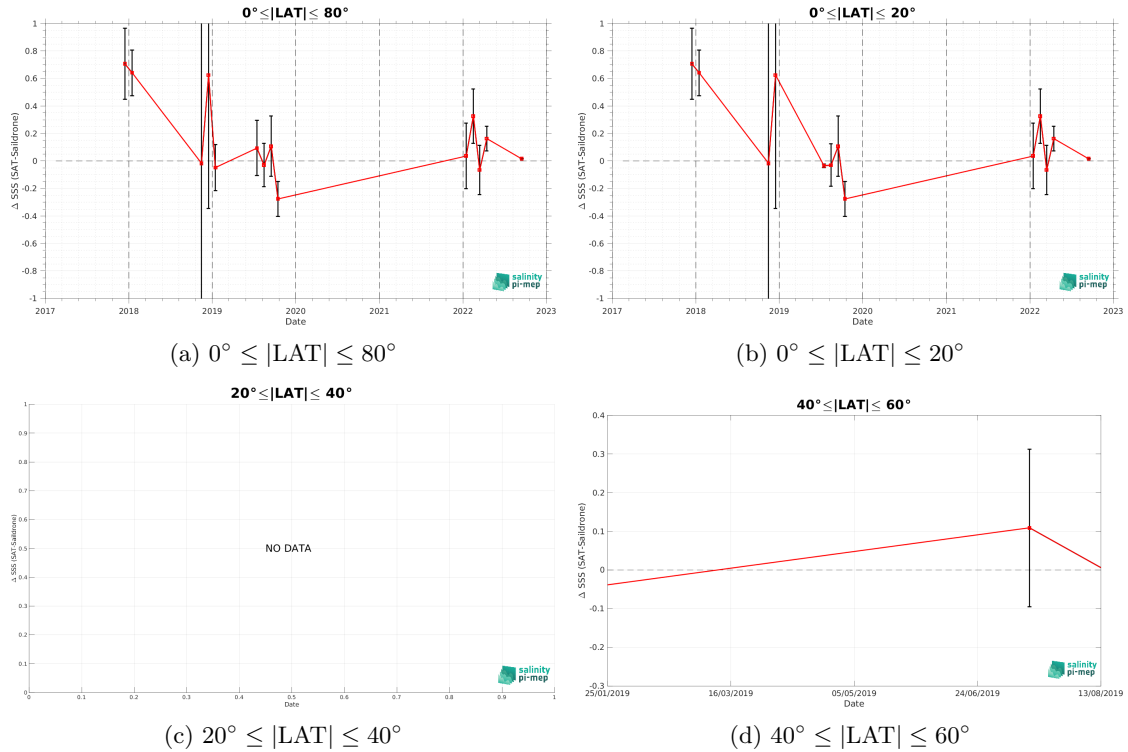 0°≤|LAT|≤ 80°
Δ SSS (SAT-Saildrone)
1
0.8
0.6
0.4
0.2
0
-0.2
-0.4
-0.6
-0.8
-1
2017 2018 2019 2020 2021 2022 2023
Date
salinity
pi-mep
(a) 0° ≤ |LAT| ≤ 80°
0°≤|LAT|≤ 20°
Δ SSS (SAT-Saildrone)
1
0.8
0.6
0.4
0.2
0
-0.2
-0.4
-0.6
-0.8
-1
2017 2018 2019 2020 2021 2022 2023
Date
salinity
pi-mep
(b) 0° ≤ |LAT| ≤ 20°
20°≤|LAT|≤ 40°
Δ SSS (SAT-Saildrone)
1
0.9
0.8
0.7
0.6
0.5
0.4
0.3
0.2
0.1
0
NO DATA
0 0.1 0.2 0.3 0.4 0.5 0.6 0.7 0.8 0.9 1
Date
salinity
pi-mep
(c) 20° ≤ |LAT| ≤ 40°
40°≤|LAT|≤ 60°
Δ SSS (SAT-Saildrone)
0.4
0.3
0.2
0.1
0
-0.1
-0.2
-0.3
25/01/2019 16/03/2019 05/05/2019 24/06/2019 13/08/2019
Date
salinity
pi-mep
(d) 40° ≤ |LAT| ≤ 60°